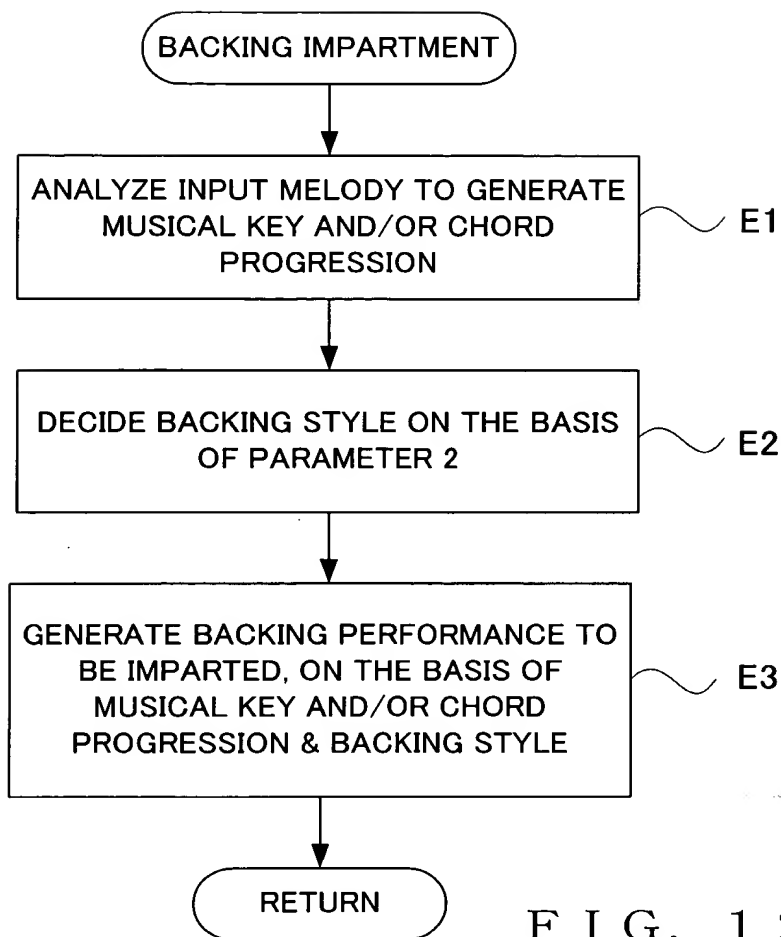 BACKING IMPARTMENT
ANALYZE INPUT MELODY TO GENERATE
MUSICAL KEY AND/OR CHORD
PROGRESSION
E1
DECIDE BACKING STYLE ON THE BASIS
OF PARAMETER 2
E2
GENERATE BACKING PERFORMANCE TO
BE IMPARTED, ON THE BASIS OF
MUSICAL KEY AND/OR CHORD
PROGRESSION & BACKING STYLE
E3
RETURN
FIG.